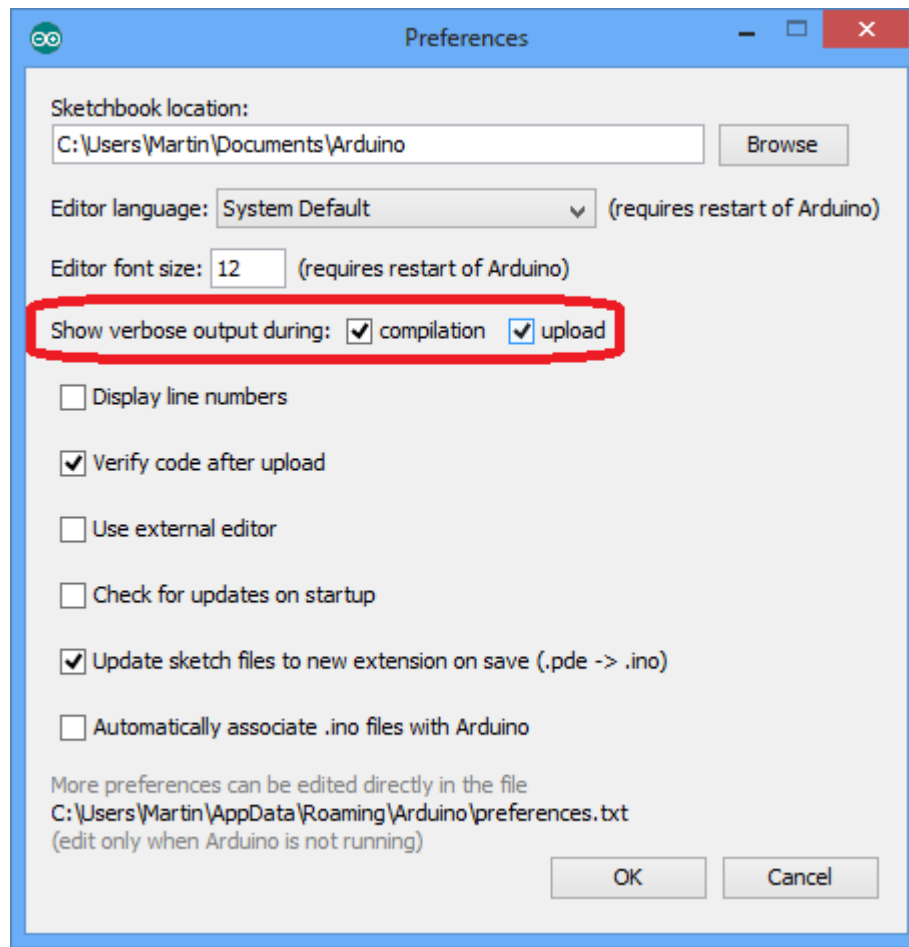 Preferences
Sketchbook location:
C:\Users\Martin\Documents\Arduino Browse
Editor language: System Default (requires restart of Arduino)
Editor font size: 12 (requires restart of Arduino)
Show verbose output during: compilation upload
Display line numbers
Verify code after upload
Use external editor
Check for updates on startup
Update sketch files to new extension on save (.pde -> .ino)
Automatically associate .ino files with Arduino
More preferences can be edited directly in the file
C:\Users\Martin\AppData\Roaming\Arduino\preferences.txt
(edit only when Arduino is not running)
OK Cancel